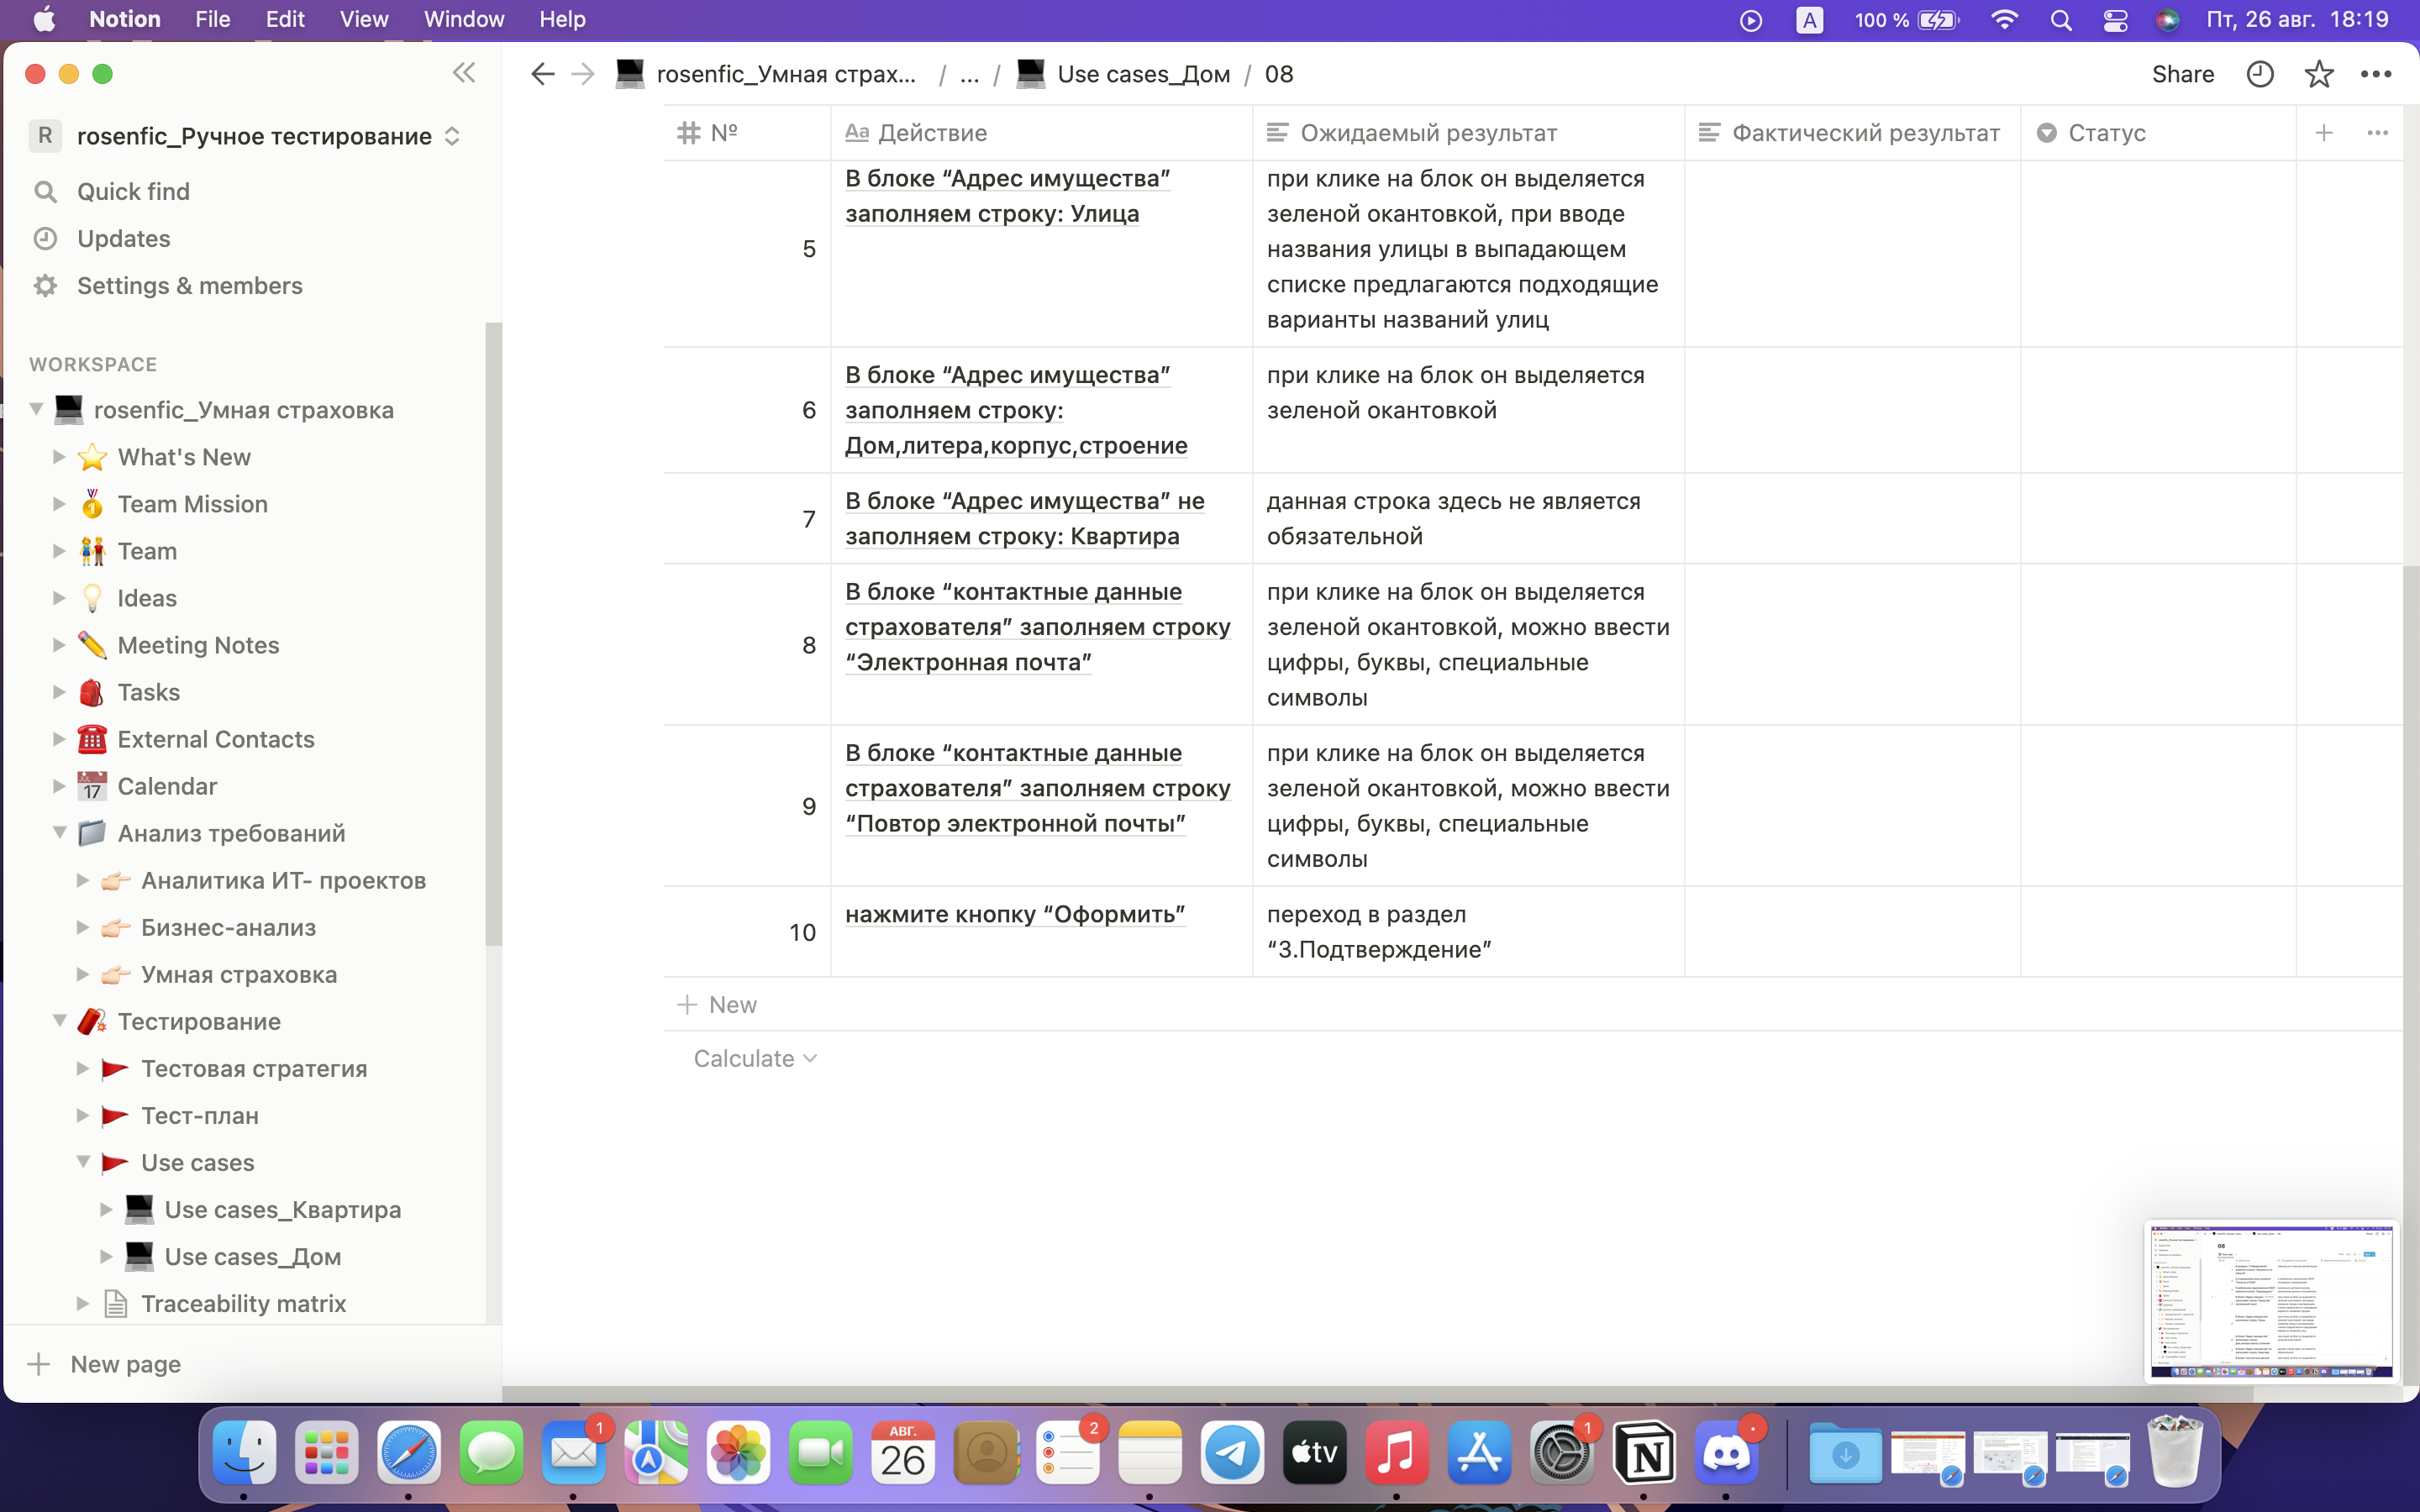 Notion File Edit View Window Help
A 100 % Пт, 26 авг. 18:19
rosenfic_Умная страх... / ... / Use cases_Дом / 08
Share
R rosenfic_Ручное тестирование
Quick find
Updates
Settings & members
WORKSPACE
rosenfic_Умная страховка
What's New
Team Mission
Team
Ideas
Meeting Notes
Tasks
External Contacts
Calendar
Анализ требований
Аналитика ИТ- проектов
Бизнес-анализ
Умная страховка
Тестирование
Тестовая стратегия
Тест-план
Use cases
Use cases_Квартира
Use cases_Дом
Traceability matrix
New page
Nº Aa Действие Ожидаемый результат Фактический результат Статус
5
В блоке “Адрес имущества”
заполняем строку: Улица
при клике на блок он выделяется
зеленой окантовкой, при вводе
названия улицы в выпадающем
списке предлагаются подходящие
варианты названий улиц
6
В блоке “Адрес имущества”
заполняем строку:
Дом,литера,корпус,строение
при клике на блок он выделяется
зеленой окантовкой
7
В блоке “Адрес имущества” не
заполняем строку: Квартира
данная строка здесь не является
обязательной
8
В блоке “контактные данные
страхователя” заполняем строку
“Электронная почта”
при клике на блок он выделяется
зеленой окантовкой, можно ввести
цифры, буквы, специальные
символы
9
В блоке “контактные данные
страхователя” заполняем строку
“Повтор электронной почты”
при клике на блок он выделяется
зеленой окантовкой, можно ввести
цифры, буквы, специальные
символы
10
нажмите кнопку “Оформить”
переход в раздел
“3.Подтверждение”
New
Calculate
08
1
АВГ.
26
2
tv
1